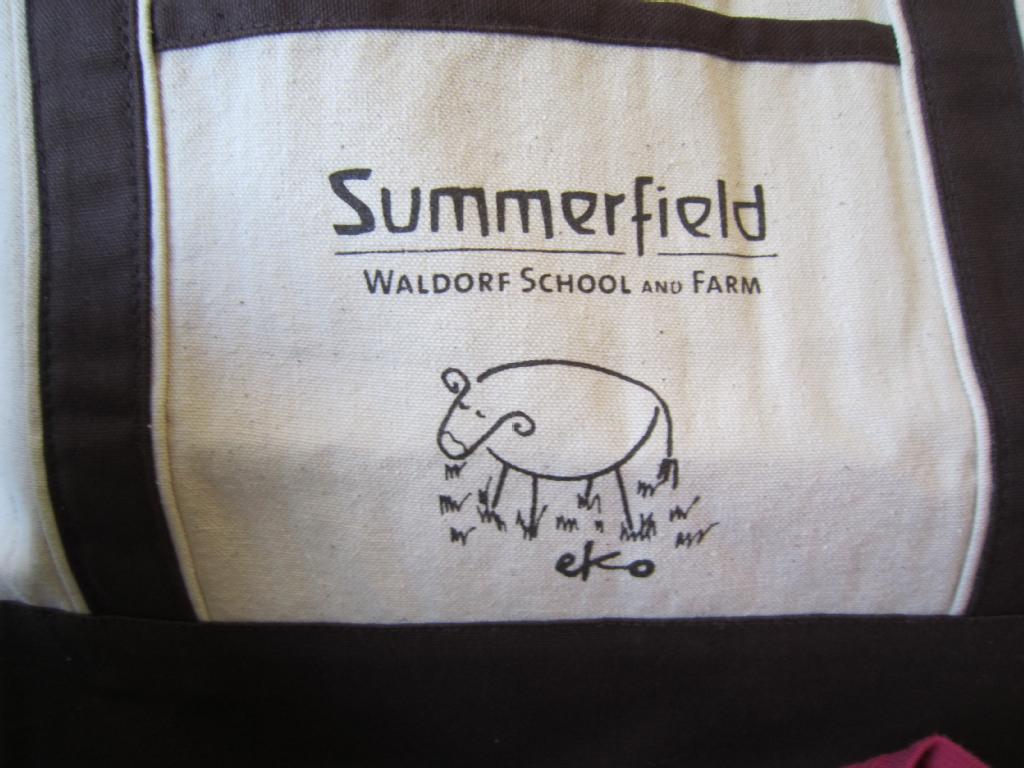 Summerfield
WALDORF SCHOOL AND FARM
eko